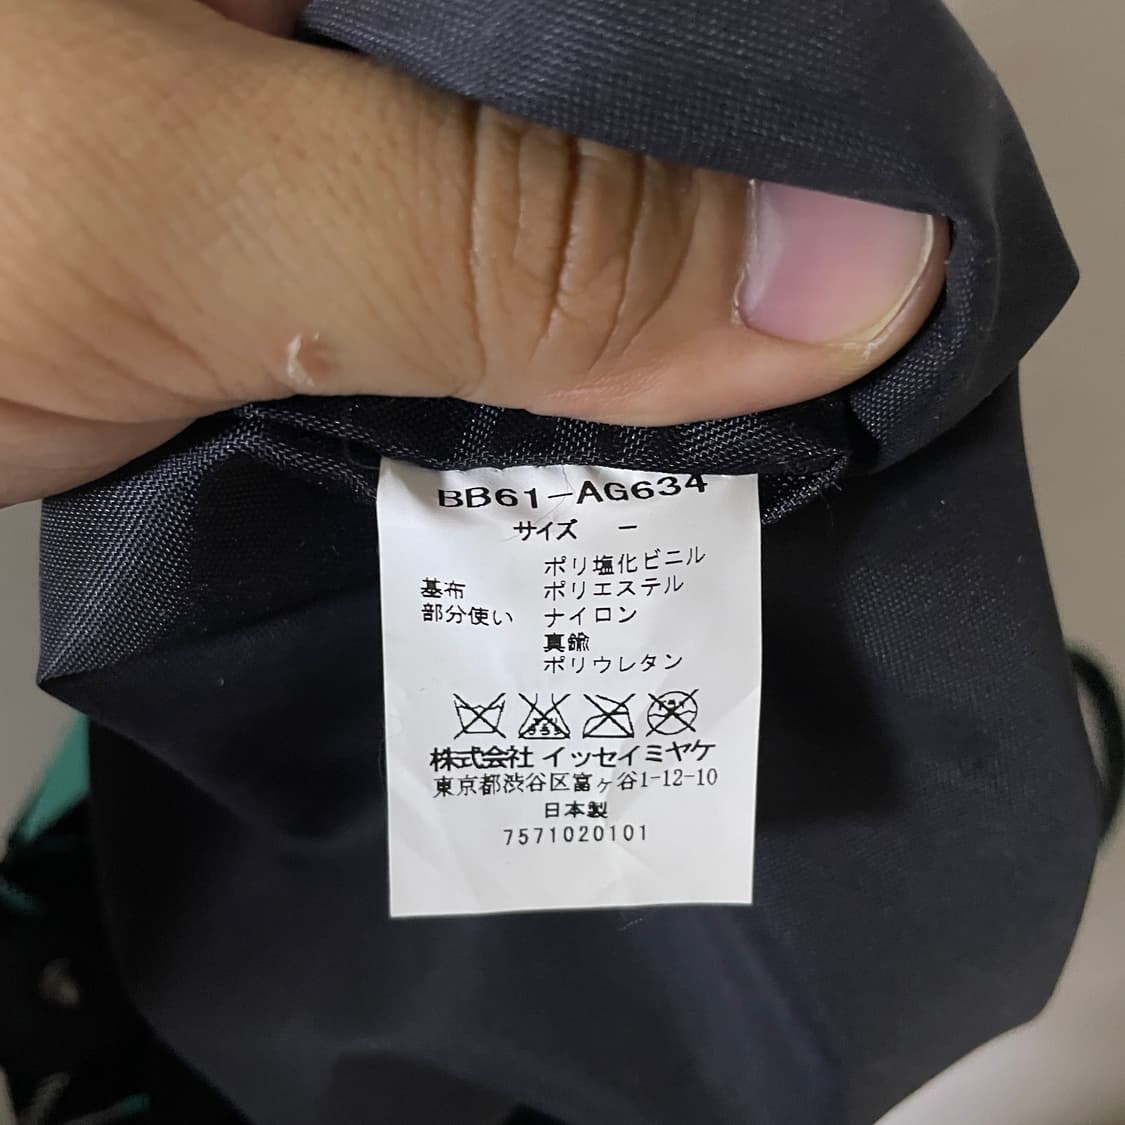 BB61-AG634
サイズ ー
ポリ塩化ビニル
基布 ポリエステル
部分使い ナイロン
真鍮
ポリウレタン
株式会社 イッセイミヤケ
東京都渋谷区富ヶ谷1-12-10
日本製
7571020101